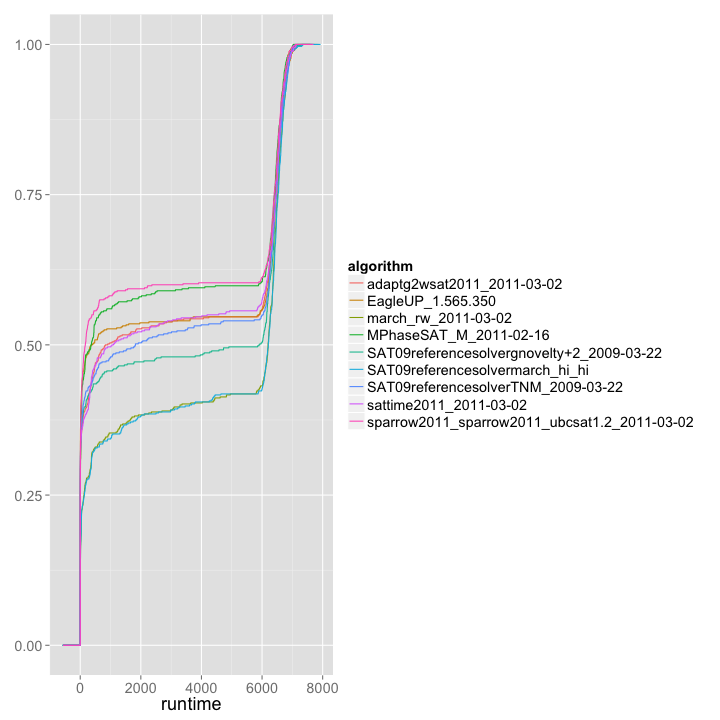 1.00
0.75
0.50
0.25
0.00
0 2000 4000 6000 8000
runtime
algorithm
adaptg2wsat2011_2011-03-02
EagleUP_1.565.350
march_rw_2011-03-02
MPhaseSAT_M_2011-02-16
SAT09referencesolvergnovelty+2_2009-03-22
SAT09referencesolvermarch_hi_hi
SAT09referencesolverTNM_2009-03-22
sattime2011_2011-03-02
sparrow2011_sparrow2011_ubcsat1.2_2011-03-02